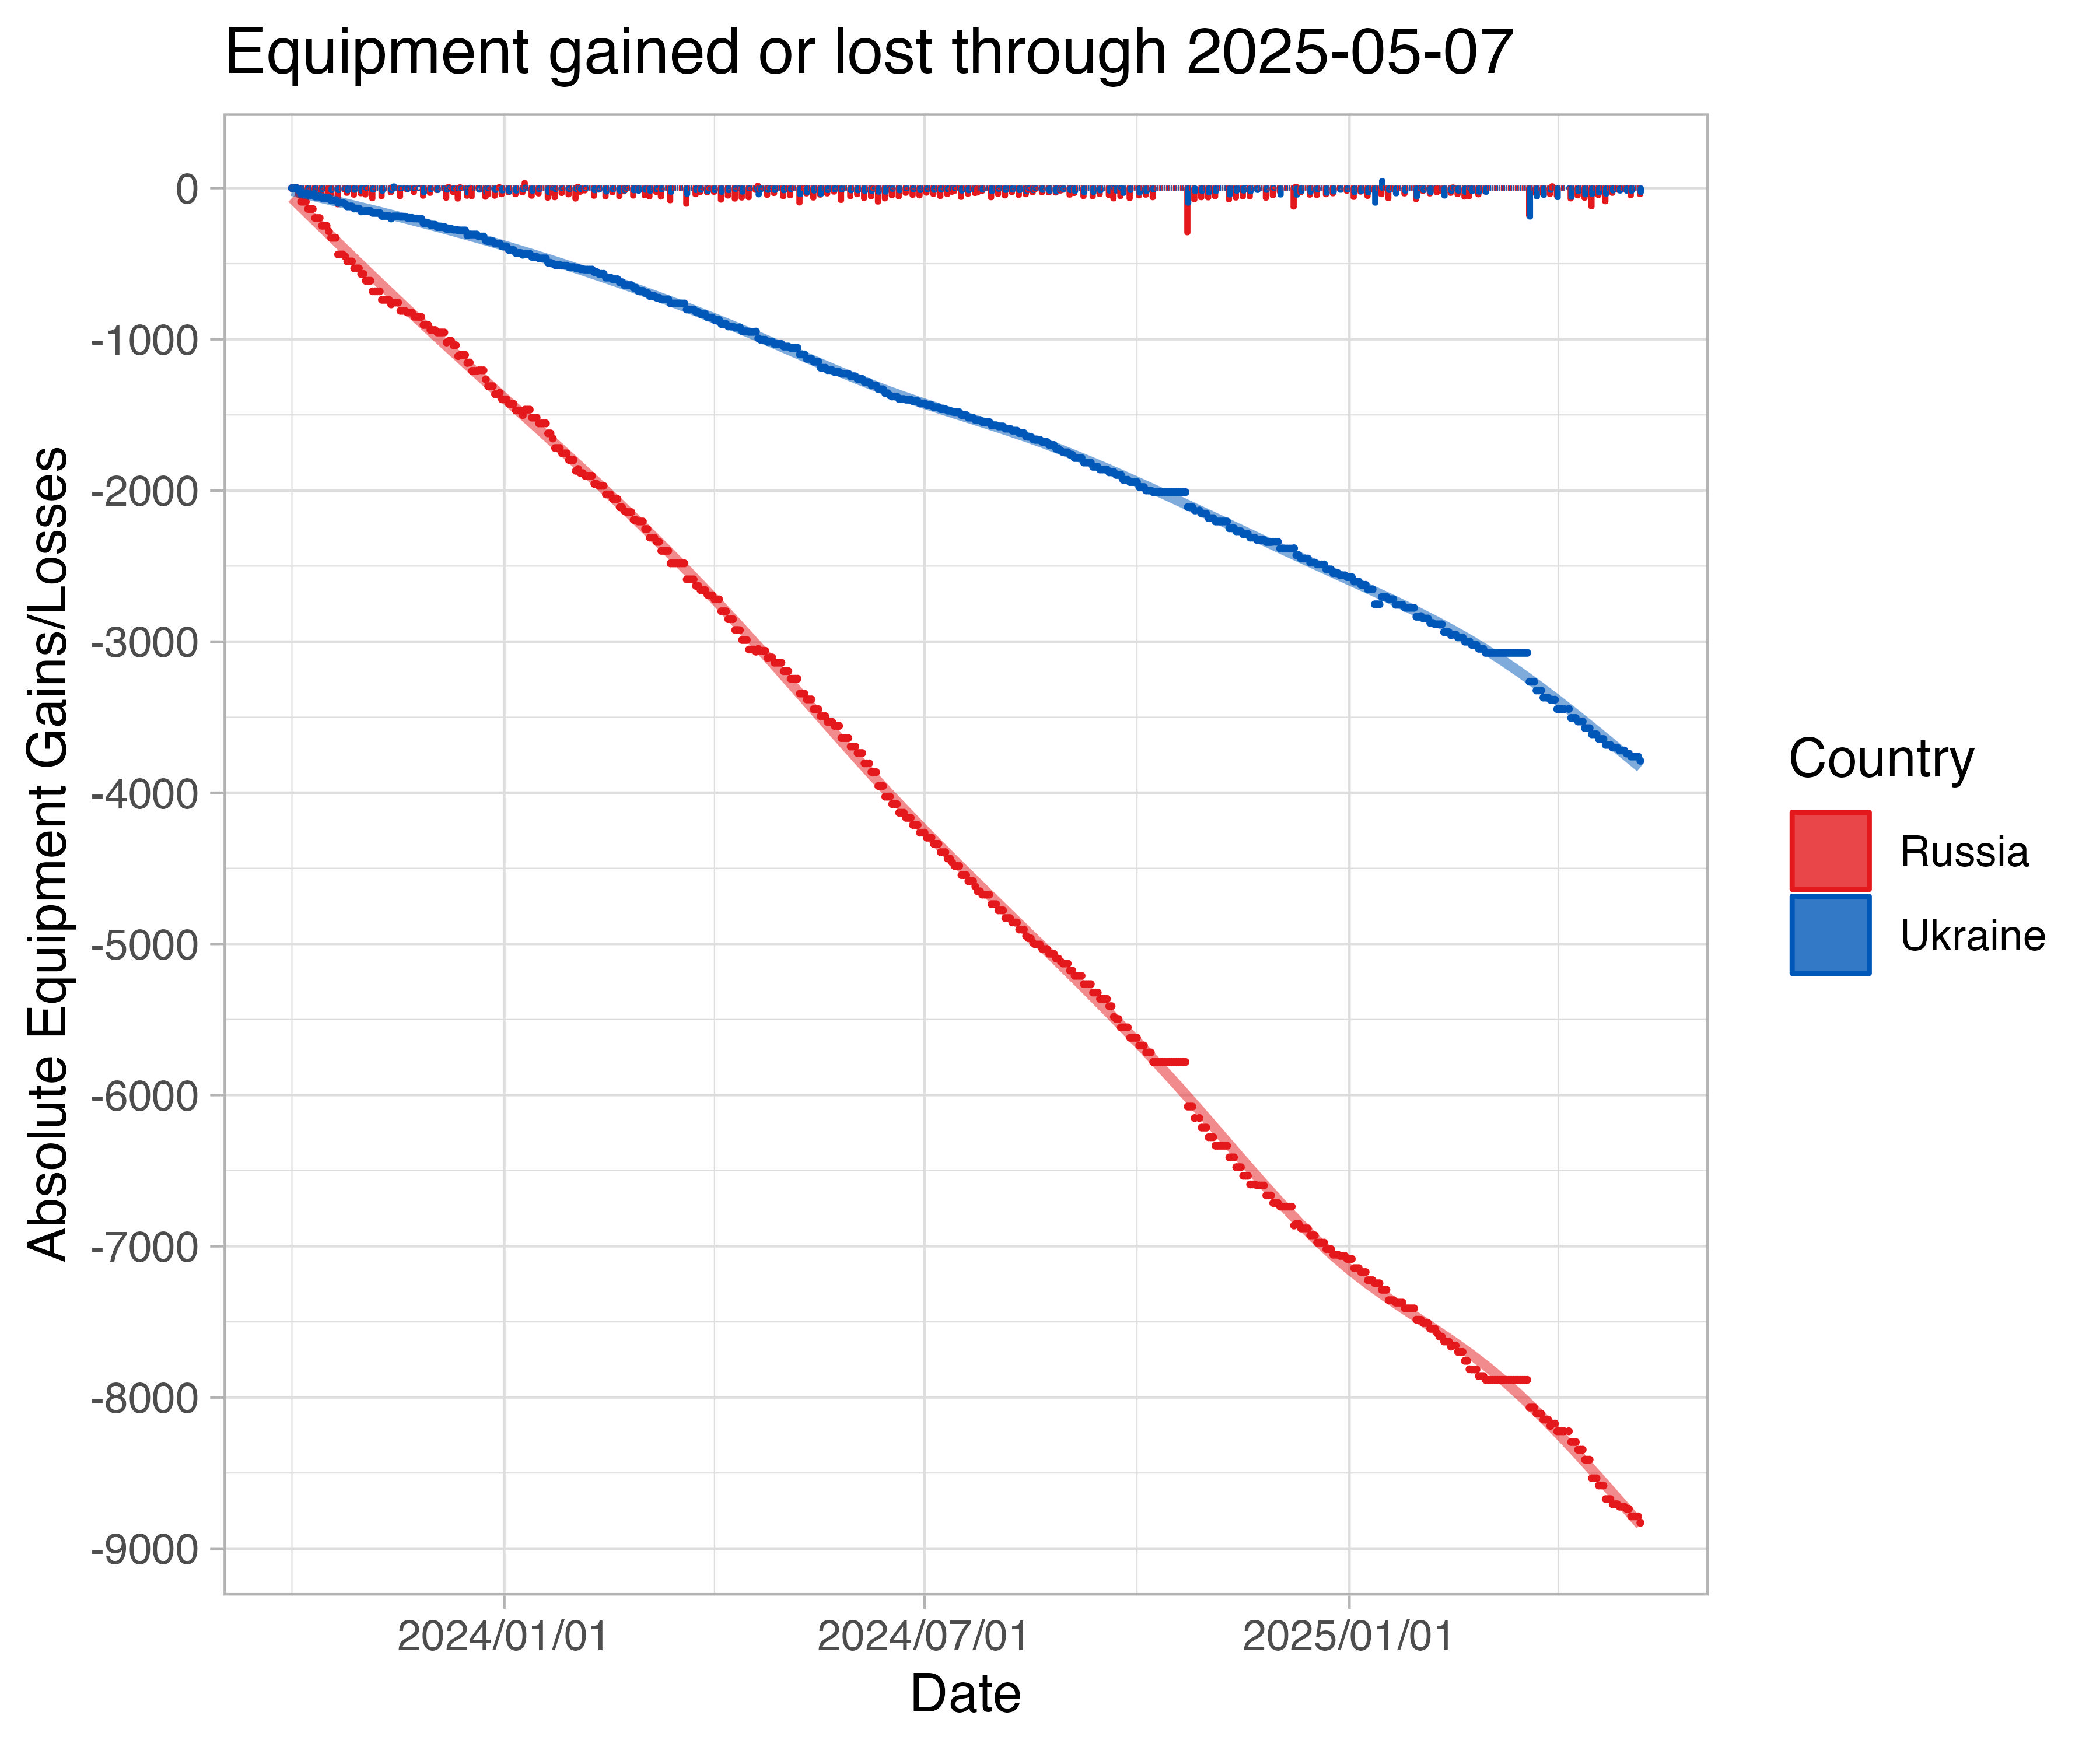 Equipment gained or lost through 2025-05-07
Absolute Equipment Gains/Losses
0
-1000
-2000
-3000
-4000
-5000
-6000
-7000
-8000
-9000
2024/01/01
2024/07/01
2025/01/01
Date
Country
Russia
Ukraine